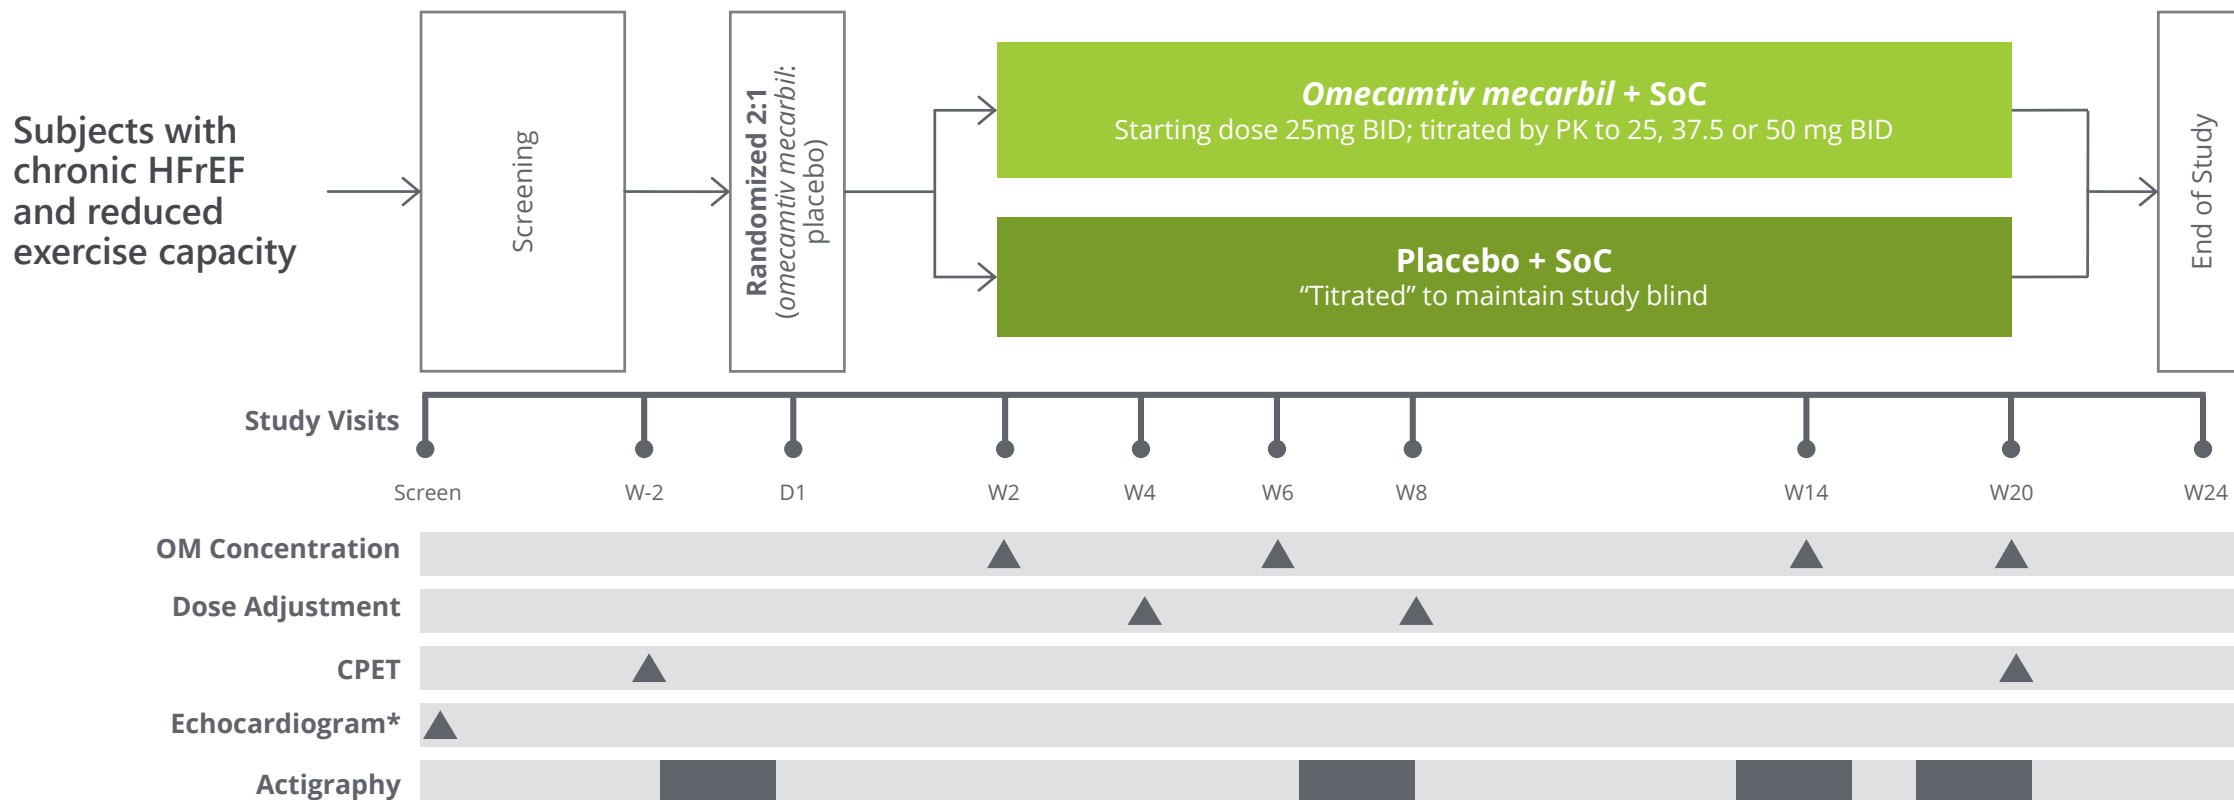 Subjects with
chronic HFrEF
and reduced
exercise capacity
Screening
Randomized 2:1
(omecamtiv mecarbil:
placebo)
Omecamtiv mecarbil + SoC
Starting dose 25mg BID; titrated by PK to 25, 37.5 or 50 mg BID
Placebo + SoC
“Titrated” to maintain study blind
End of Study
Study Visits
Screen W-2 D1 W2 W4 W6 W8 W14 W20 W24
OM Concentration
Dose Adjustment
CPET
Echocardiogram*
Actigraphy